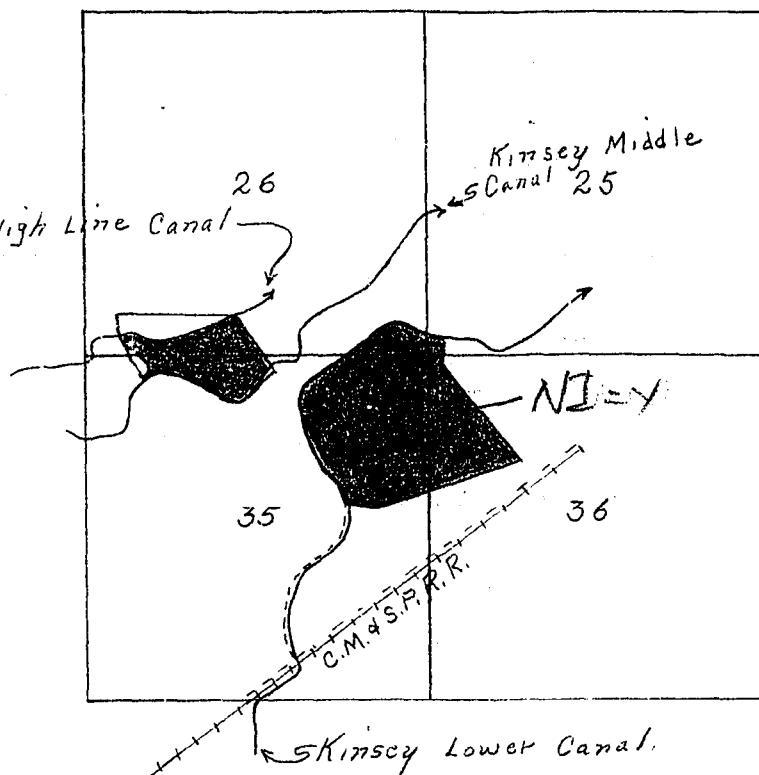 Kinsey Middle
Canal 25
26
High Line Canal
NI=Y
35
36
C.M. & S.P. R.R.
Kinsey Lower Canal.